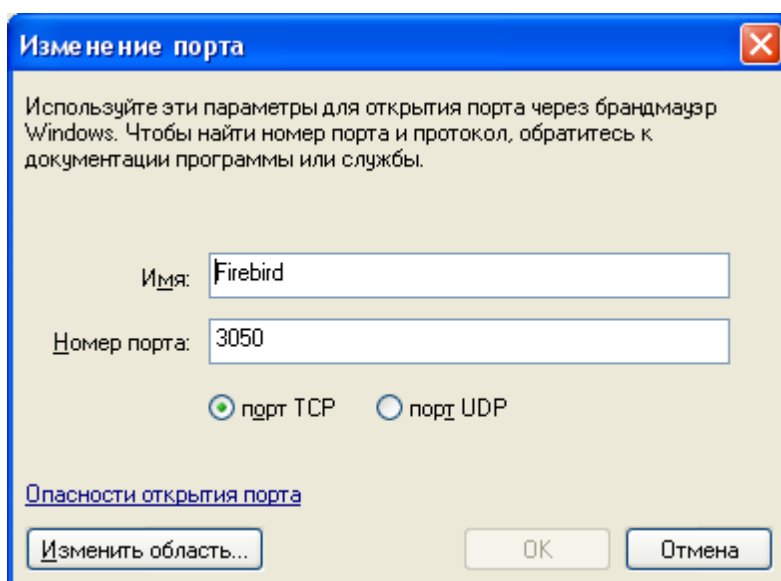 Изменение порта
Используйте эти параметры для открытия порта через брандмауэр
Windows. Чтобы найти номер порта и протокол, обратитесь к
документации программы или службы.
Имя: Firebird
Номер порта: 3050
порт TCP порт UDP
Опасности открытия порта
Изменить область... OK Отмена